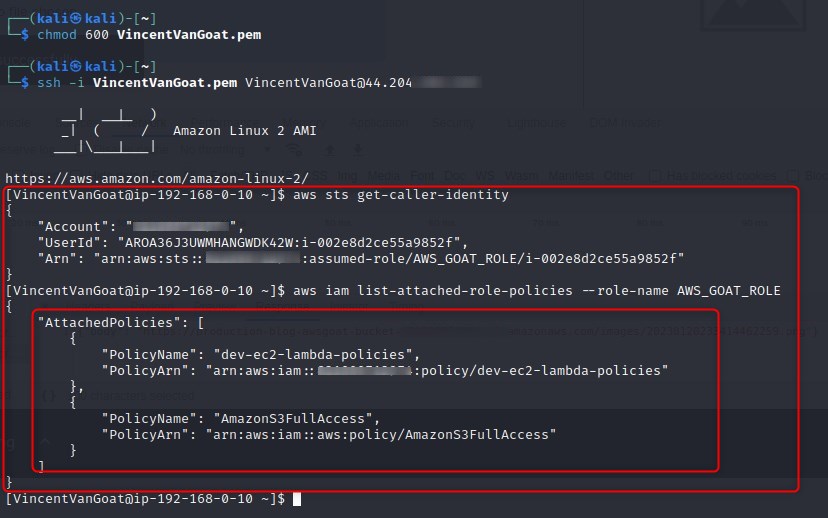 ┌──(kali㉿kali)-[~]
└─$ chmod 600 VincentVanGoat.pem
┌──(kali㉿kali)-[~]
└─$ ssh -i VincentVanGoat.pem VincentVanGoat@44.204
__|  __|_  )
_|  (     /   Amazon Linux 2 AMI
___|\___|___|
https://aws.amazon.com/amazon-linux-2/
[VincentVanGoat@ip-192-168-0-10 ~]$ aws sts get-caller-identity
{
"Account": "",
"UserId": "AROA36J3UWMHANGWDK42W:i-002e8d2ce55a9852f",
"Arn": "arn:aws:sts:::assumed-role/AWS_GOAT_ROLE/i-002e8d2ce55a9852f"
}
[VincentVanGoat@ip-192-168-0-10 ~]$ aws iam list-attached-role-policies --role-name AWS_GOAT_ROLE
{
"AttachedPolicies": [
{
"PolicyName": "dev-ec2-lambda-policies",
"PolicyArn": "arn:aws:iam:::policy/dev-ec2-lambda-policies"
},
{
"PolicyName": "AmazonS3FullAccess",
"PolicyArn": "arn:aws:iam::aws:policy/AmazonS3FullAccess"
}
]
}
[VincentVanGoat@ip-192-168-0-10 ~]$